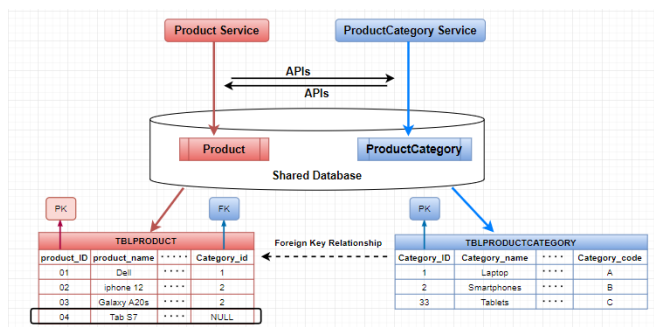 Product Service
ProductCategory Service
APIs
APIs
Product
ProductCategory
Shared Database
PK
FK
PK
TBLPRODUCT
product_ID product_name ····· Category_id
01 Dell ···· 1
02 iphone 12 ···· 2
03 Galaxy A20s ···· 2
04 Tab S7 ···· NULL
Foreign Key Relationship
TBLPRODUCTCATEGORY
Category_ID Category_name ····· Category_code
1 Laptop ···· A
2 Smartphones ···· B
33 Tablets ···· C